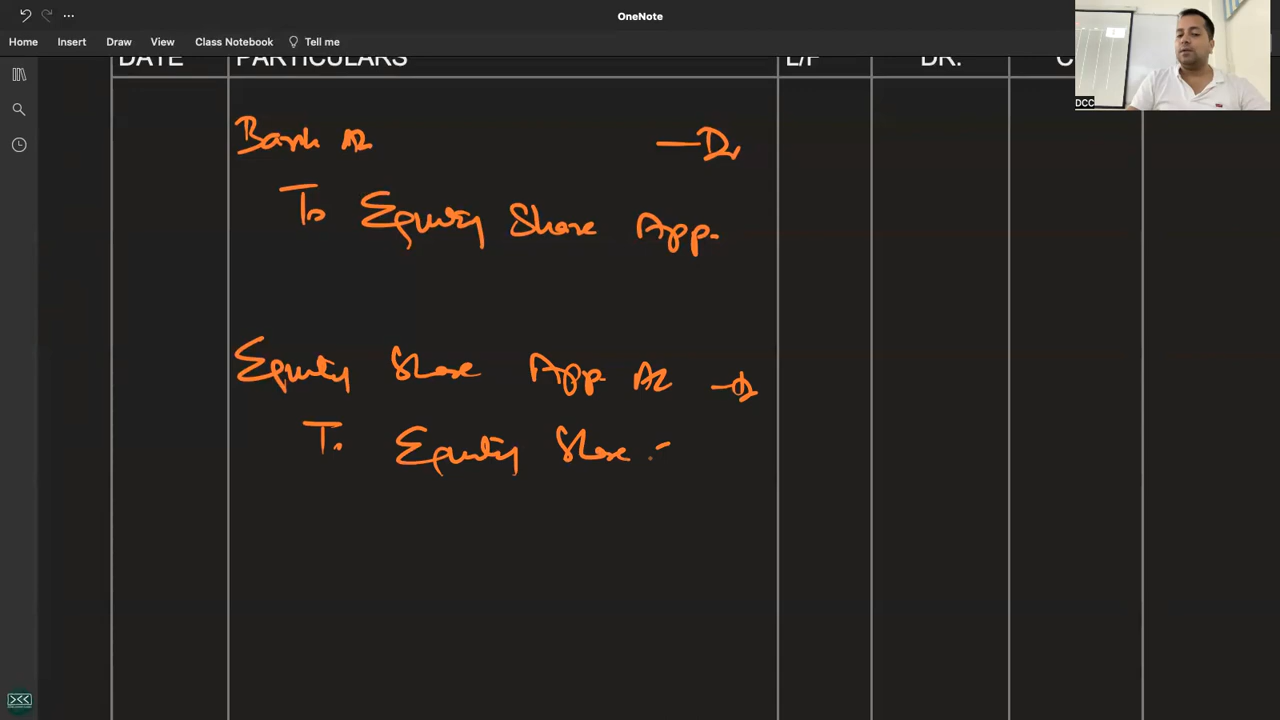 OneNote
Home Insert Draw View Class Notebook Tell me
DATE PARTICULARS L/F DR. C
Bank A/c — Dr
To Equity Share App.
Equity Share App A/c — Dr
To Equity Share
DCC